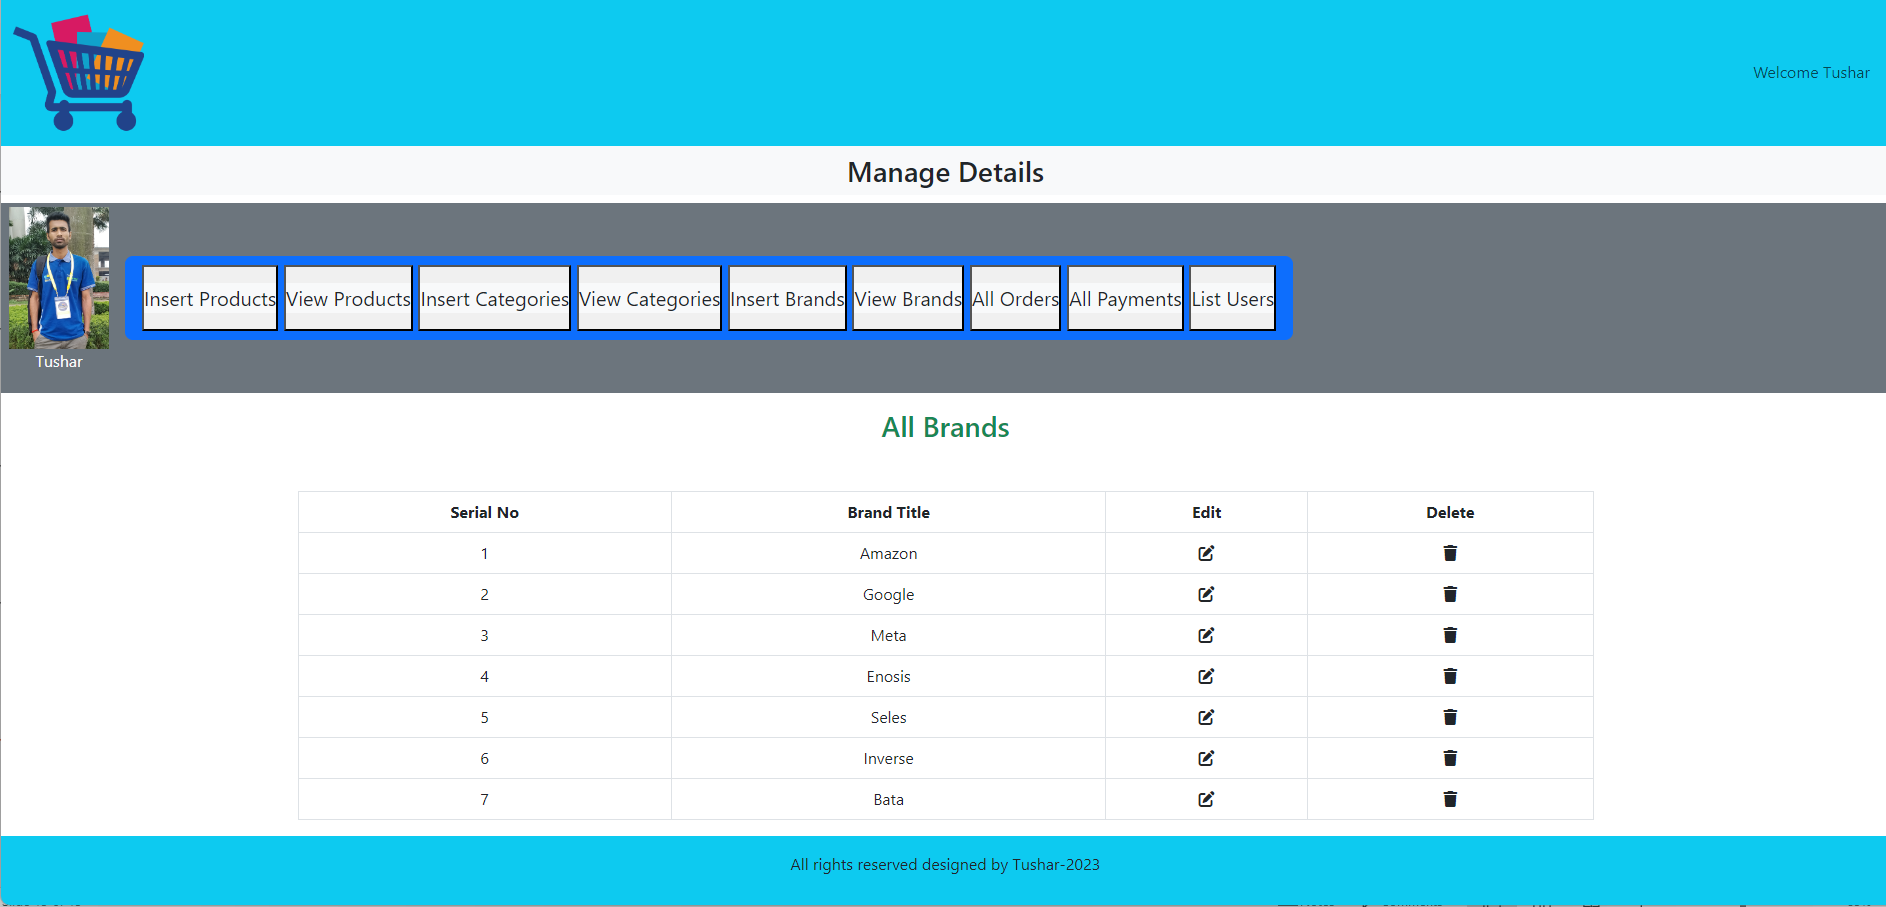 Welcome Tushar
Manage Details
Insert Products View Products Insert Categories View Categories Insert Brands View Brands All Orders All Payments List Users
Tushar
All Brands
Serial No Brand Title Edit Delete
1 Amazon
2 Google
3 Meta
4 Enosis
5 Seles
6 Inverse
7 Bata
All rights reserved designed by Tushar-2023